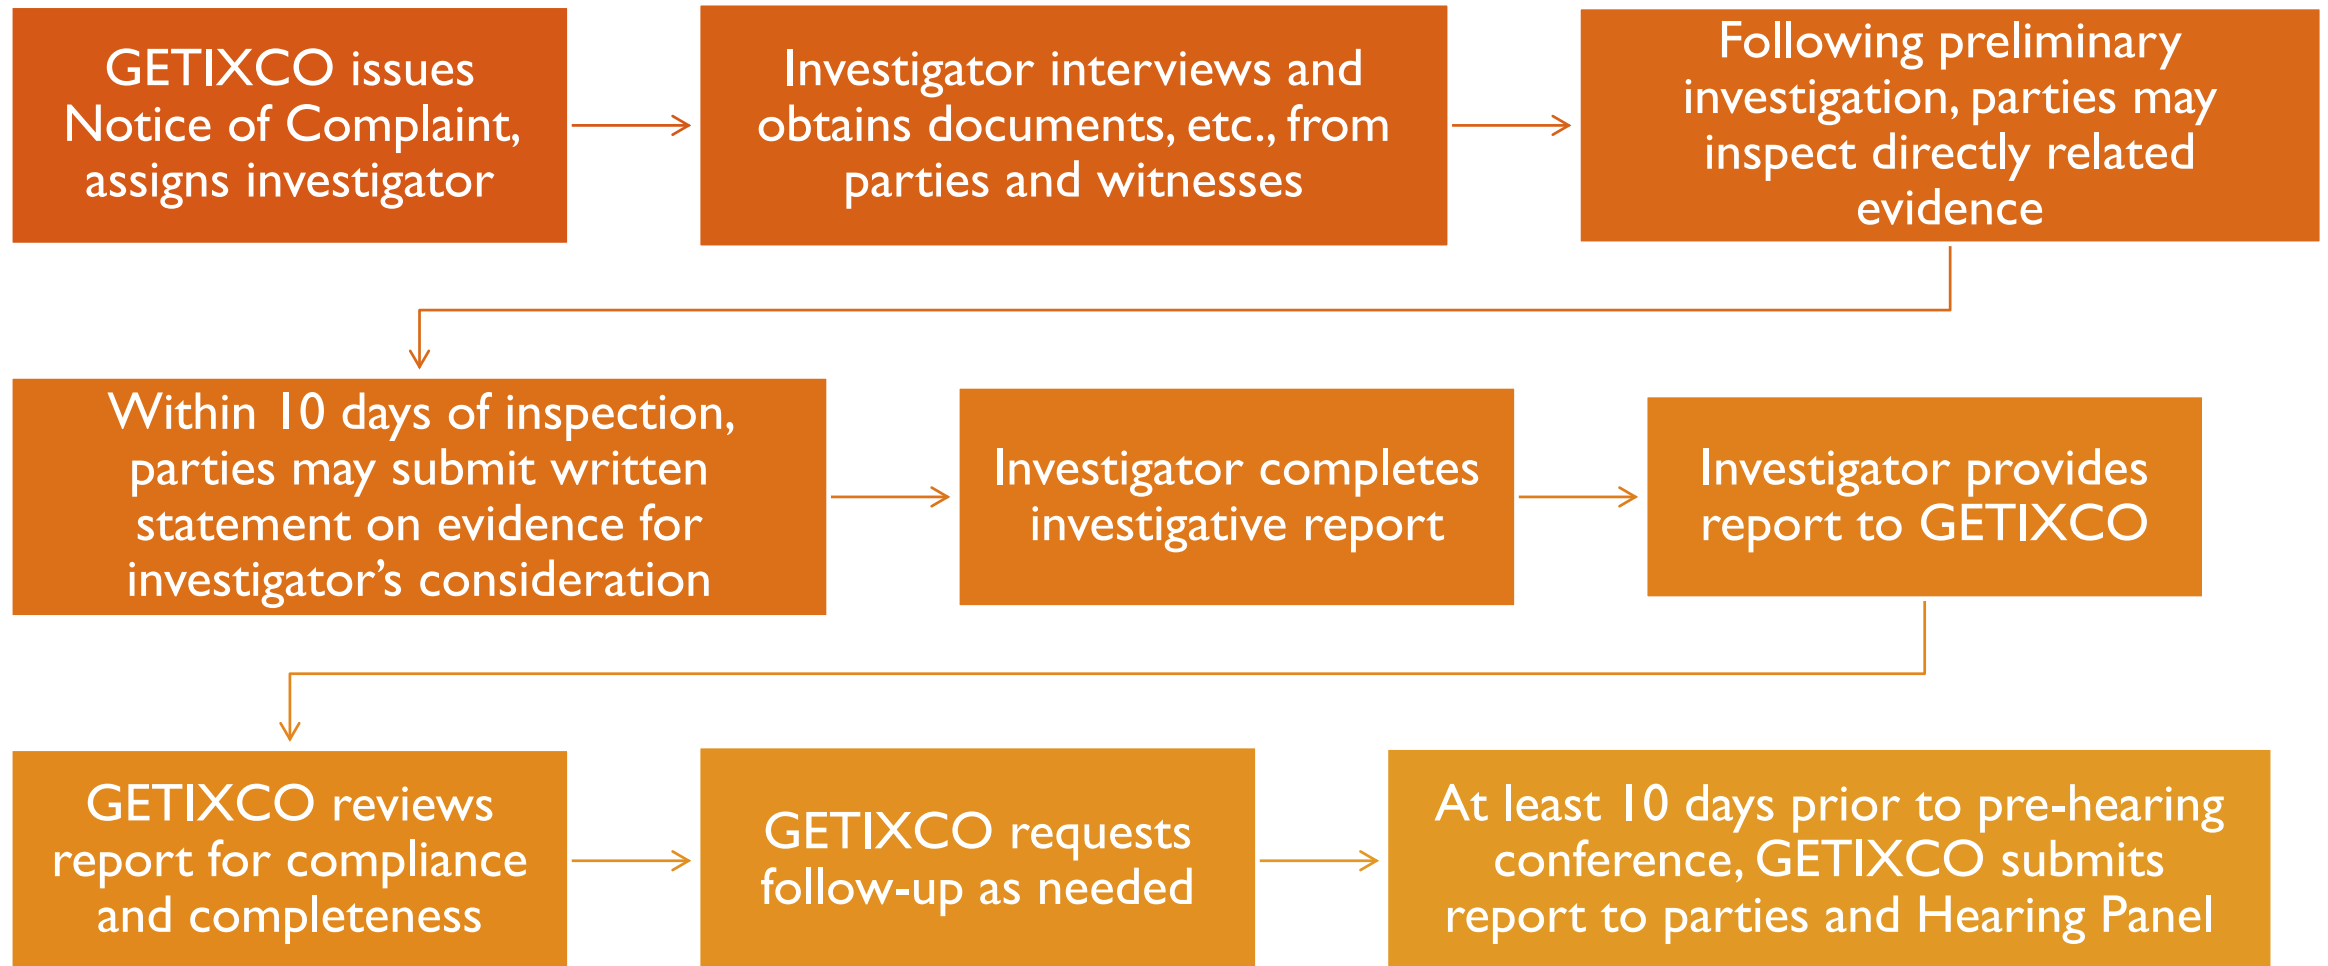 GETIXCO issues
Notice of Complaint,
assigns investigator
Investigator interviews and
obtains documents, etc., from
parties and witnesses
Following preliminary
investigation, parties may
inspect directly related
evidence
Within 10 days of inspection,
parties may submit written
statement on evidence for
investigator’s consideration
Investigator completes
investigative report
Investigator provides
report to GETIXCO
GETIXCO reviews
report for compliance
and completeness
GETIXCO requests
follow-up as needed
At least 10 days prior to pre-hearing
conference, GETIXCO submits
report to parties and Hearing Panel